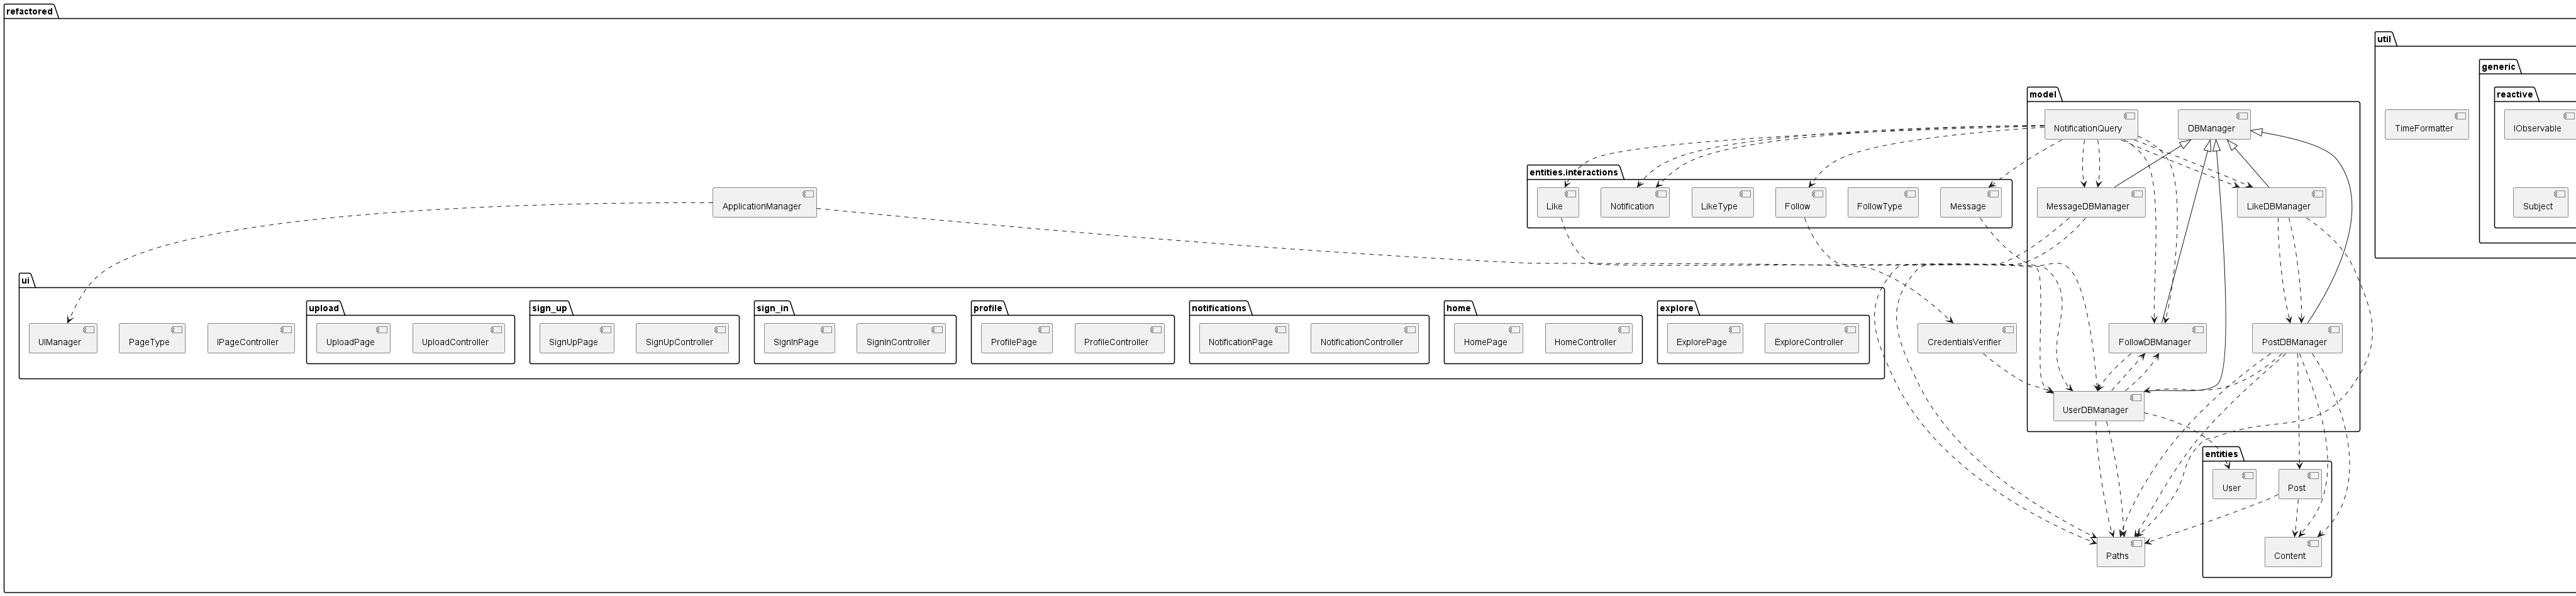 refactored
util
generic
model
reactive
NotificationQuery
DBManager
TimeFormatter
IObservable
entities.interactions
ApplicationManager
Like
Notification
LikeType
Follow
FollowType
Message
MessageDBManager
LikeDBManager
Subject
ui
upload
sign_up
sign_in
profile
notifications
home
explore
UIManager
PageType
IPageController
UploadPage
UploadController
SignUpPage
SignUpController
SignInPage
SignInController
ProfilePage
ProfileController
NotificationPage
NotificationController
HomePage
HomeController
ExplorePage
ExploreController
CredentialsVerifier
FollowDBManager
PostDBManager
UserDBManager
entities
User
Post
Paths
Content